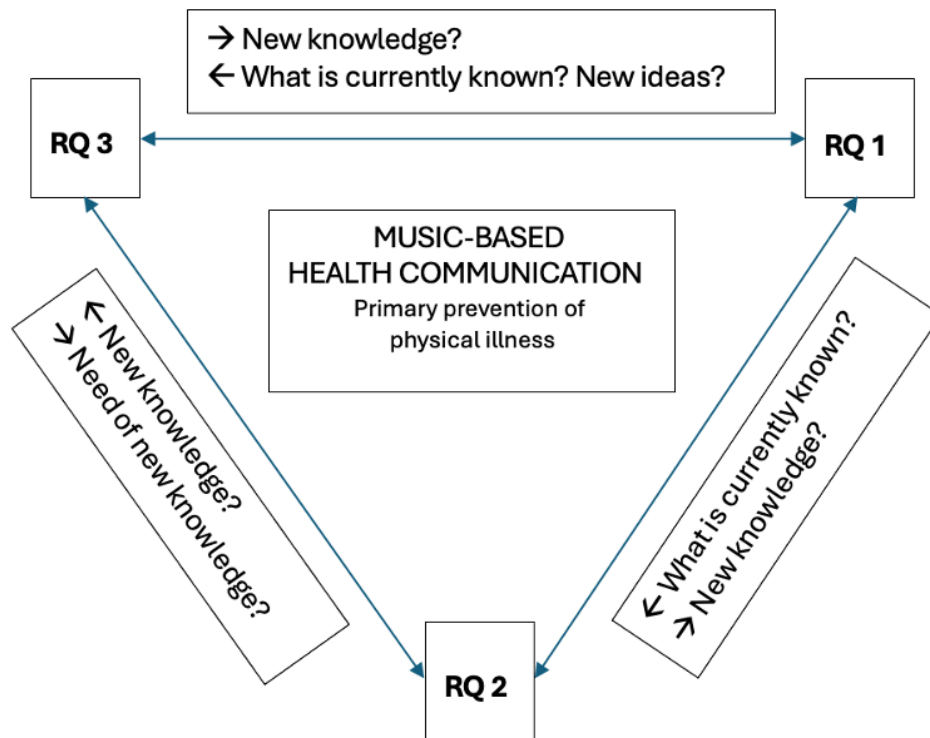 → New knowledge?
← What is currently known? New ideas?
RQ 3
RQ 1
MUSIC-BASED
HEALTH COMMUNICATION
Primary prevention of
physical illness
← New knowledge?
→ Need of new knowledge?
← What is currently known?
→ New knowledge?
RQ 2